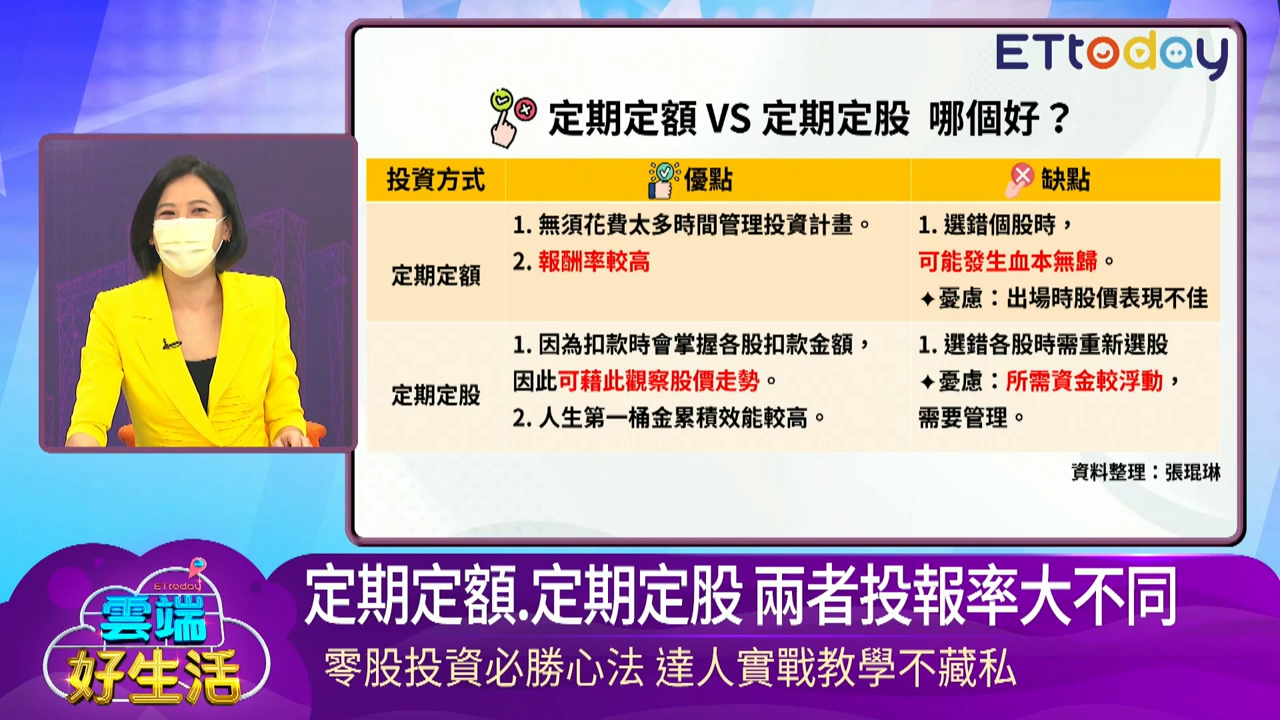 ETtoday
定期定額 VS 定期定股 哪個好？
投資方式
優點
缺點
定期定額
1. 無須花費太多時間管理投資計畫。
2. 報酬率較高
1. 選錯個股時，
可能發生血本無歸。
✦憂慮：出場時股價表現不佳
定期定股
1. 因為扣款時會掌握各股扣款金額，
因此可藉此觀察股價走勢。
2. 人生第一桶金累積效能較高。
1. 選錯各股時需重新選股
✦憂慮：所需資金較浮動，
需要管理。
資料整理：張琨琳
ETtoday
雲端
好生活
定期定額.定期定股 兩者投報率大不同
零股投資必勝心法 達人實戰教學不藏私